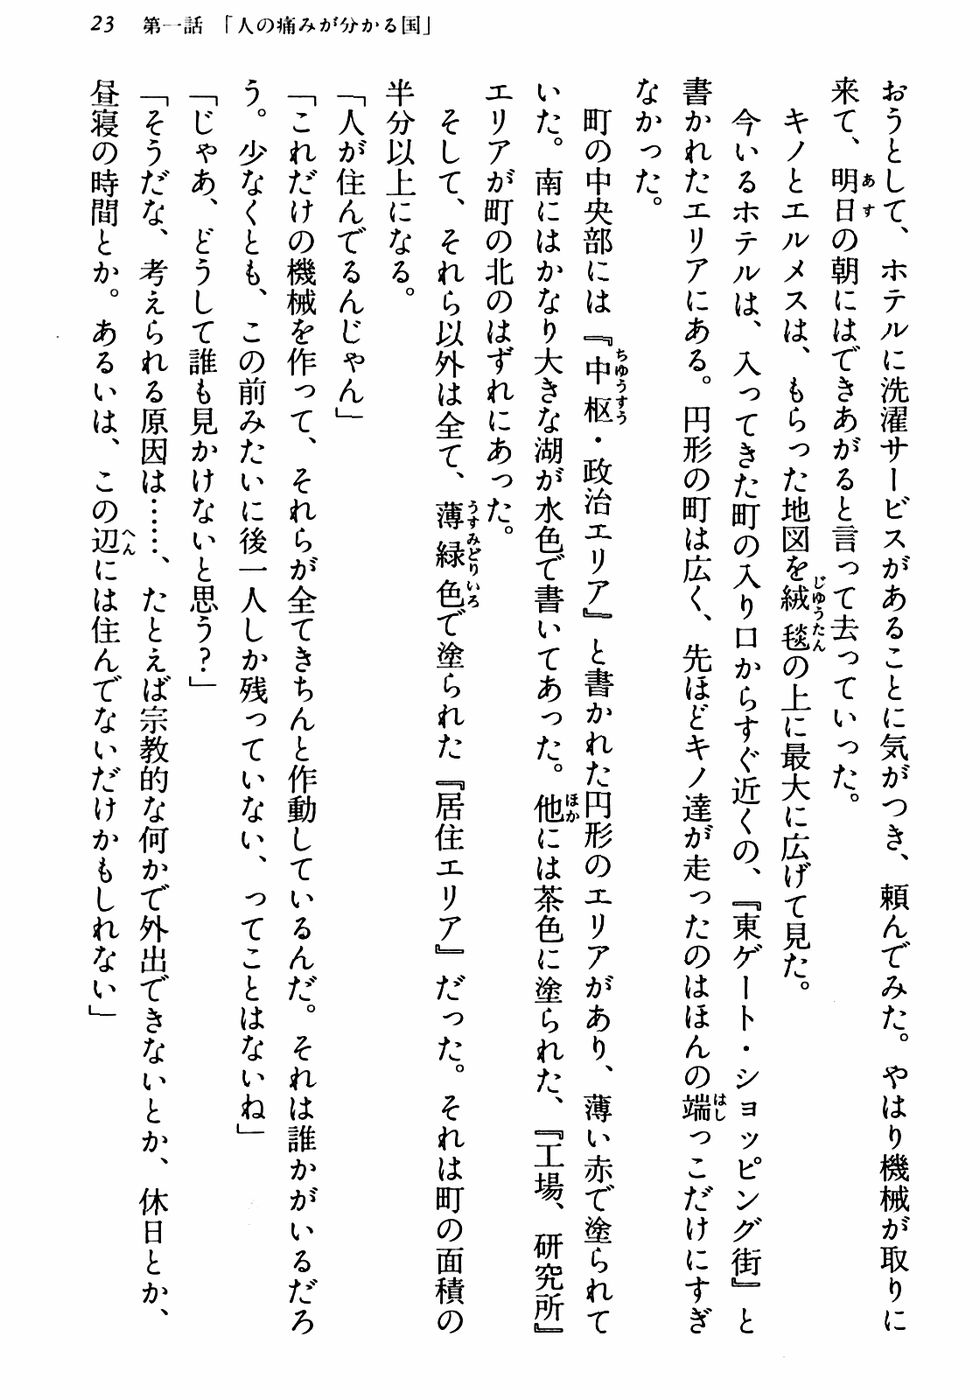 23　第一話　「人の痛みが分かる国」
おうとして、ホテルに洗濯サービスがあることに気がつき、頼んでみた。やはり機械が取りに
来て、明日の朝にはできあがると言って去っていった。
あす
キノとエルメスは、もらった地図を絨毯の上に最大に広げて見た。
じゅうたん
今いるホテルは、入ってきた町の入り口からすぐ近くの、『東ゲート・ショッピング街』と
書かれたエリアにある。円形の町は広く、先ほどキノ達が走ったのはほんの端っこだけにすぎ
はし
なかった。
町の中央部には『中枢・政治エリア』と書かれた円形のエリアがあり、薄い赤で塗られて
ちゅうすう
いた。南にはかなり大きな湖が水色で書いてあった。他には茶色に塗られた、『工場、研究所』
ほか
エリアが町の北のはずれにあった。
そして、それら以外は全て、薄緑色で塗られた『居住エリア』だった。それは町の面積の
うすみどりいろ
半分以上になる。
「人が住んでるんじゃん」
「これだけの機械を作って、それらが全てきちんと作動しているんだ。それは誰かがいるだろ
う。少なくとも、この前みたいに後一人しか残っていない、ってことはないね」
「じゃあ、どうして誰も見かけないと思う？」
「そうだな、考えられる原因は……、たとえば宗教的な何かで外出できないとか、休日とか、
昼寝の時間とか。あるいは、この辺には住んでないだけかもしれない」
へん